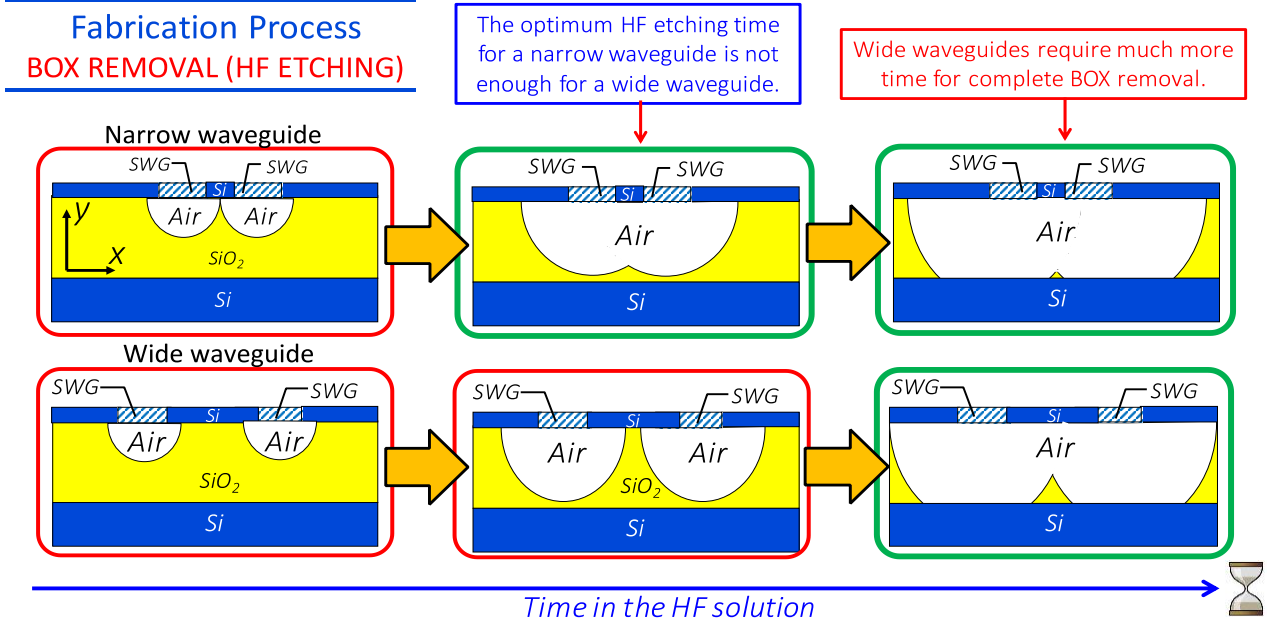 Fabrication Process
BOX REMOVAL (HF ETCHING)
The optimum HF etching time
for a narrow waveguide is not
enough for a wide waveguide.
Wide waveguides require much more
time for complete BOX removal.
Narrow waveguide
SWG
SWG
Si
Air
Air
y
x
SiO2
Si
SWG
SWG
Si
Air
Si
SWG
SWG
Si
Air
Si
Wide waveguide
SWG
SWG
Si
Air
Air
SiO2
Si
SWG
SWG
Si
Air
Air
SiO2
Si
SWG
SWG
Si
Air
Si
Time in the HF solution